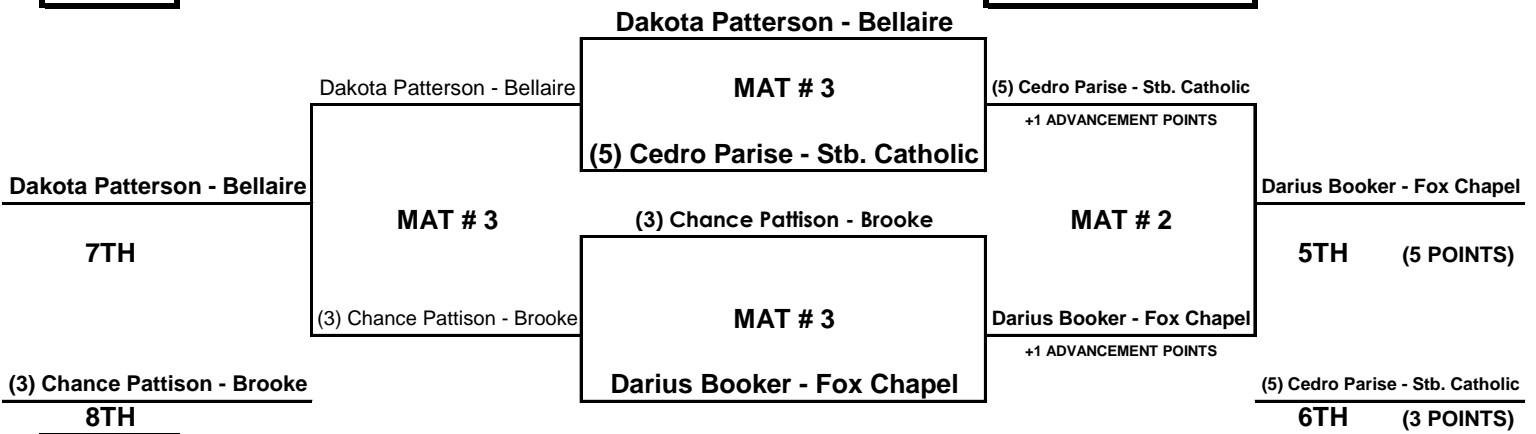 Dakota Patterson - Bellaire
Dakota Patterson - Bellaire
MAT # 3
(5) Cedro Parise - Stb. Catholic
+1 ADVANCEMENT POINTS
(5) Cedro Parise - Stb. Catholic
Dakota Patterson - Bellaire
Darius Booker - Fox Chapel
MAT # 3
(3) Chance Pattison - Brooke
MAT # 2
7TH
5TH (5 POINTS)
(3) Chance Pattison - Brooke
MAT # 3
Darius Booker - Fox Chapel
+1 ADVANCEMENT POINTS
(3) Chance Pattison - Brooke
Darius Booker - Fox Chapel
(5) Cedro Parise - Stb. Catholic
8TH
6TH (3 POINTS)